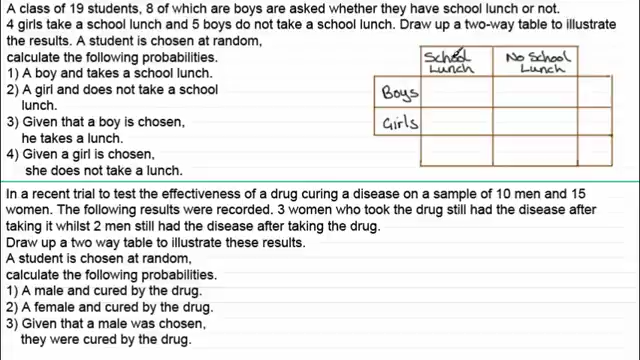 A class of 19 students, 8 of which are boys are asked whether they have school lunch or not.
4 girls take a school lunch and 5 boys do not take a school lunch. Draw up a two-way table to illustrate
the results. A student is chosen at random,
calculate the following probabilities.
1) A boy and takes a school lunch.
2) A girl and does not take a school
lunch.
3) Given that a boy is chosen,
he takes a lunch.
4) Given a girl is chosen,
she does not take a lunch.
School Lunch
No School Lunch
Boys
Girls
In a recent trial to test the effectiveness of a drug curing a disease on a sample of 10 men and 15
women. The following results were recorded. 3 women who took the drug still had the disease after
taking it whilst 2 men still had the disease after taking the drug.
Draw up a two way table to illustrate these results.
A student is chosen at random,
calculate the following probabilities.
1) A male and cured by the drug.
2) A female and cured by the drug.
3) Given that a male was chosen,
they were cured by the drug.